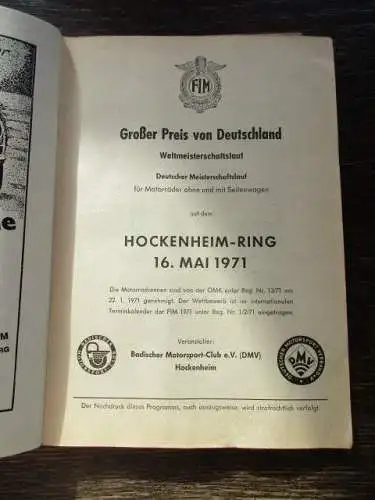 FIM
Großer Preis von Deutschland
Weltmeisterschaftslauf
Deutscher Meisterschaftslauf
für Motorräder ohne und mit Seitenwagen
auf dem
HOCKENHEIM-RING
16. MAI 1971
Die Motorradrennen sind von der OMK unter Reg. Nr. 13/71 am
22. 1. 1971 genehmigt. Der Wettbewerb ist im internationalen
Terminkalender der FIM 1971 unter Reg. Nr. 1/2/71 eingetragen.
Veranstalter:
Badischer Motorsport-Club e.V. (DMV)
Hockenheim
DMV
Der Nachdruck dieses Programms, auch auszugsweise, wird strafrechtlich verfolgt.